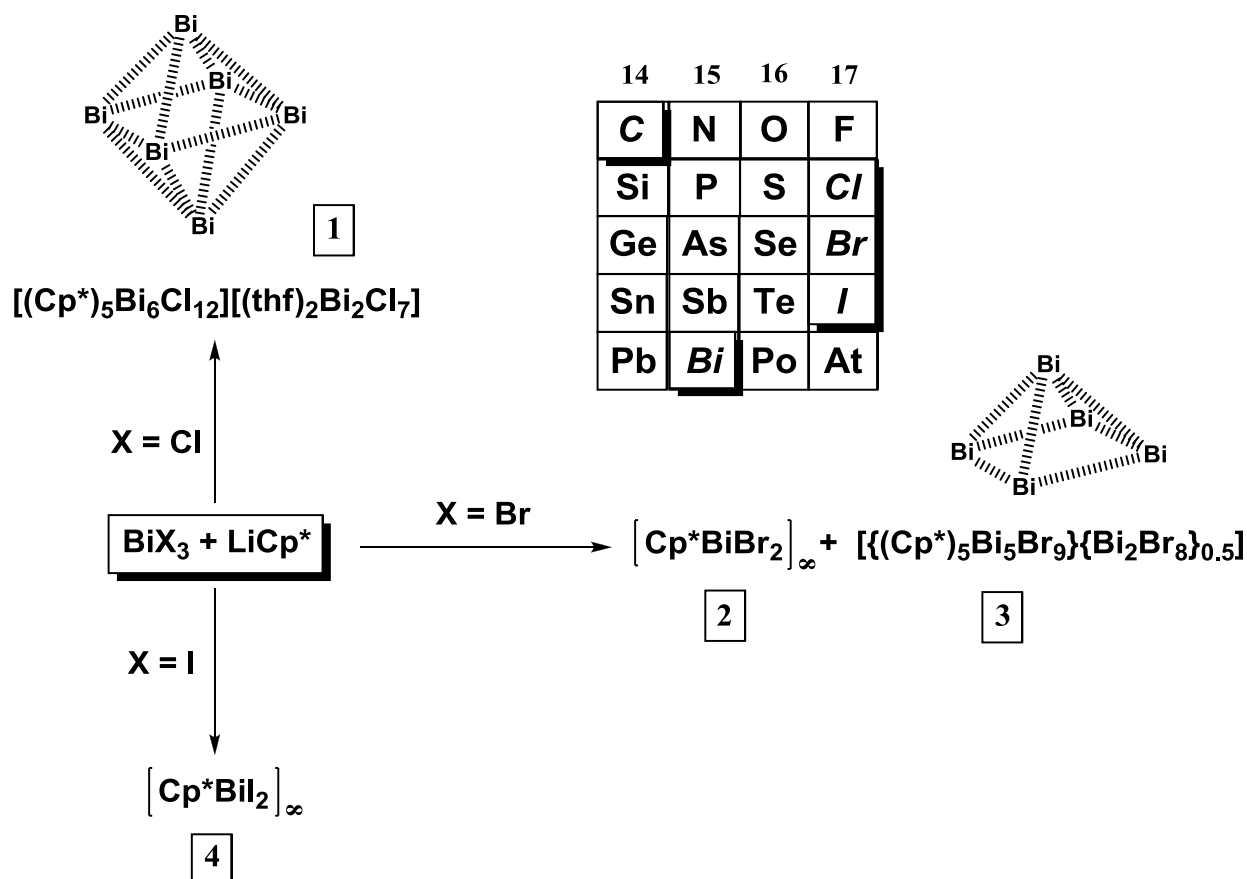 Bi
Bi
Bi
Bi
Bi
Bi
1
[(Cp*)₅Bi₆Cl₁₂][(thf)₂Bi₂Cl₇]
14 15 16 17
C N O F
Si P S Cl
Ge As Se Br
Sn Sb Te I
Pb Bi Po At
X = Cl
Bi
Bi
Bi
Bi
Bi
BiX₃ + LiCp*
X = Br
[Cp*BiBr₂]∞ + [{(Cp*)₅Bi₅Br₉}{Bi₂Br₈}₀.₅]
2
3
X = I
[Cp*BiI₂]∞
4